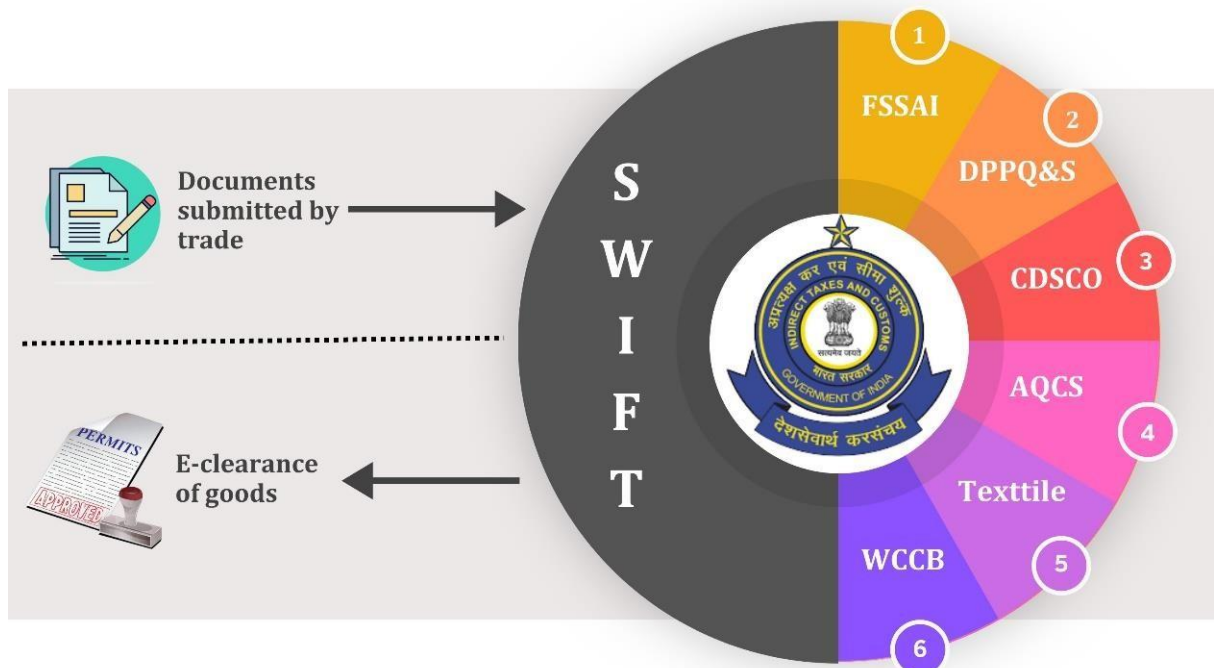 Documents
submitted by
trade
E-clearance
of goods
PERMITS
APPROVED
S
W
I
F
T
1
FSSAI
2
DPPQ&S
3
CDSCO
4
AQCS
5
Texttile
6
WCCB
अप्रत्यक्ष कर एवं सीमा शुल्क
INDIRECT TAXES AND CUSTOMS
सत्यमेव जयते
भारत सरकार
GOVERNMENT OF INDIA
देशसेवार्थ करसंचय